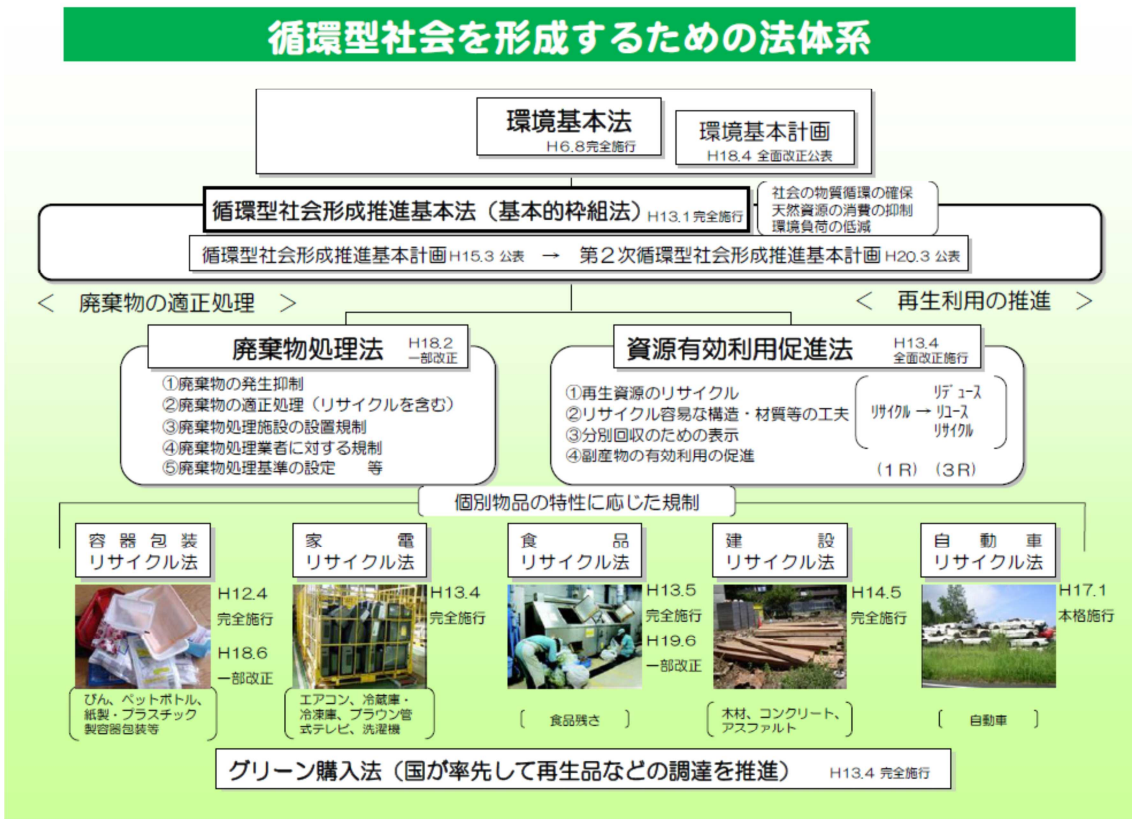 循環型社会を形成するための法体系
環境基本法
H6.8完全施行
環境基本計画
H18.4 全面改正公表
循環型社会形成推進基本法（基本的枠組法）H13.1 完全施行
社会の物質循環の確保
天然資源の消費の抑制
環境負荷の低減
循環型社会形成推進基本計画 H15.3 公表 → 第2次循環型社会形成推進基本計画 H20.3 公表
＜ 廃棄物の適正処理 ＞
＜ 再生利用の推進 ＞
廃棄物処理法
H18.2
一部改正
①廃棄物の発生抑制
②廃棄物の適正処理（リサイクルを含む）
③廃棄物処理施設の設置規制
④廃棄物処理業者に対する規制
⑤廃棄物処理基準の設定 等
資源有効利用促進法
H13.4
全面改正施行
①再生資源のリサイクル
②リサイクル容易な構造・材質等の工夫
③分別回収のための表示
④副産物の有効利用の促進
ﾘﾃﾞｭｰｽ
ﾘｻｲｸﾙ → ﾘﾕｰｽ
ﾘｻｲｸﾙ
（1R）（3R）
個別物品の特性に応じた規制
容器包装
リサイクル法
H12.4
完全施行
H18.6
一部改正
びん、ペットボトル、
紙製・プラスチック
製容器包装等
家電
リサイクル法
H13.4
完全施行
エアコン、冷蔵庫・
冷凍庫、ブラウン管
式テレビ、洗濯機
食品
リサイクル法
H13.5
完全施行
H19.6
一部改正
食品残さ
建設
リサイクル法
H14.5
完全施行
木材、コンクリート、
アスファルト
自動車
リサイクル法
H17.1
本格施行
自動車
グリーン購入法（国が率先して再生品などの調達を推進） H13.4 完全施行